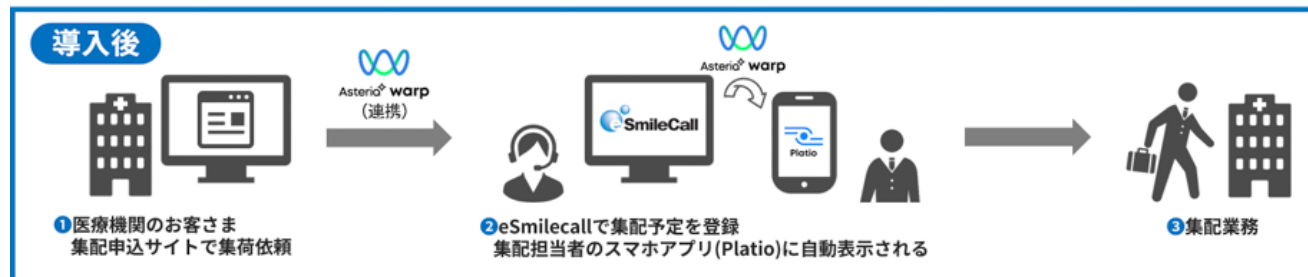 導入後
Asteria warp
(連携)
Asteria warp
eSmileCall
Platio
❶医療機関のお客さま
集配申込サイトで集荷依頼
❷eSmilecallで集配予定を登録
集配担当者のスマホアプリ(Platio)に自動表示される
❸集配業務